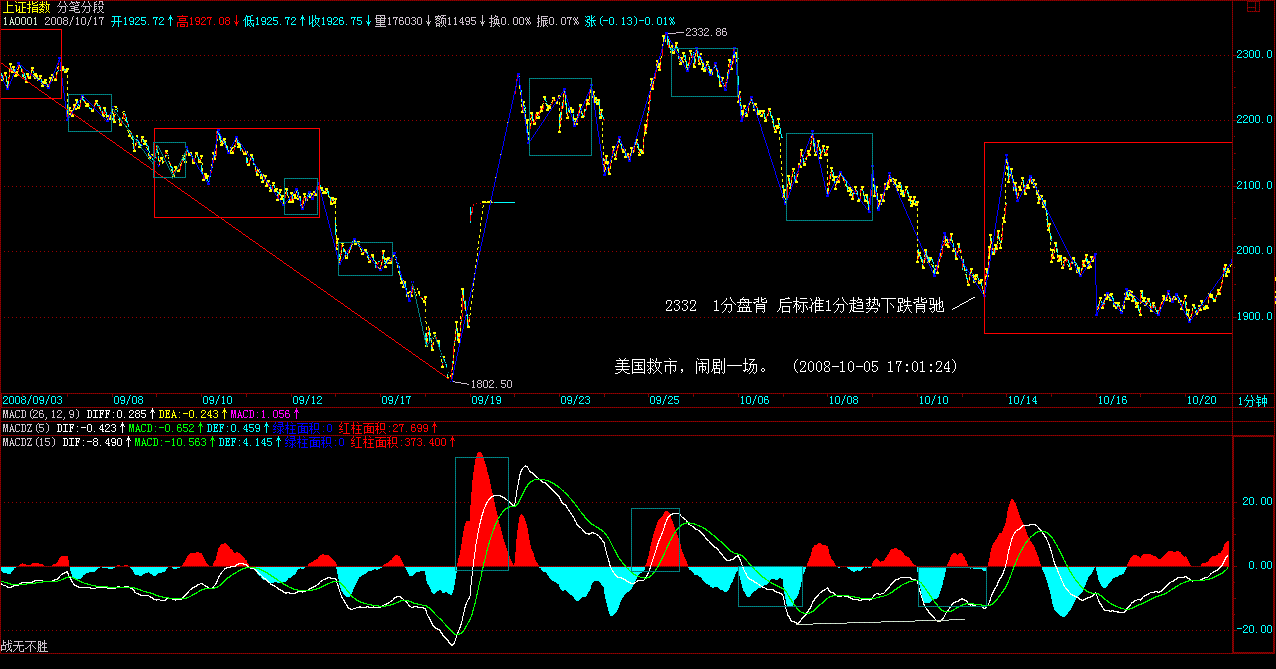 上证指数 分笔分段
1A0001 2008/10/17 开1925.72↑高1927.08↓低1925.72↑收1926.75↓量176030↓额11495↓换0.00% 振0.07% 涨(-0.13)-0.01%
2332.86
2300.0
2200.0
2100.0
2000.0
2332 1分盘背 后标准1分趋势下跌背驰
1900.0
美国救市，闹剧一场。 (2008-10-05 17:01:24)
1802.50
2008/09/03 09/08 09/10 09/12 09/17 09/19 09/23 09/25 10/06 10/08 10/10 10/14 10/16 10/20 1分钟
MACD(26,12,9) DIFF:0.285↑DEA:-0.243↑MACD:1.056↑
MACDZ(5) DIF:-0.423↑MACD:-0.652↑DEF:0.459↑绿柱面积:0 红柱面积:27.699↑
MACDZ(15) DIF:-8.490↑MACD:-10.563↑DEF:4.145↑绿柱面积:0 红柱面积:373.400↑
20.00
0.00
-20.00
战无不胜